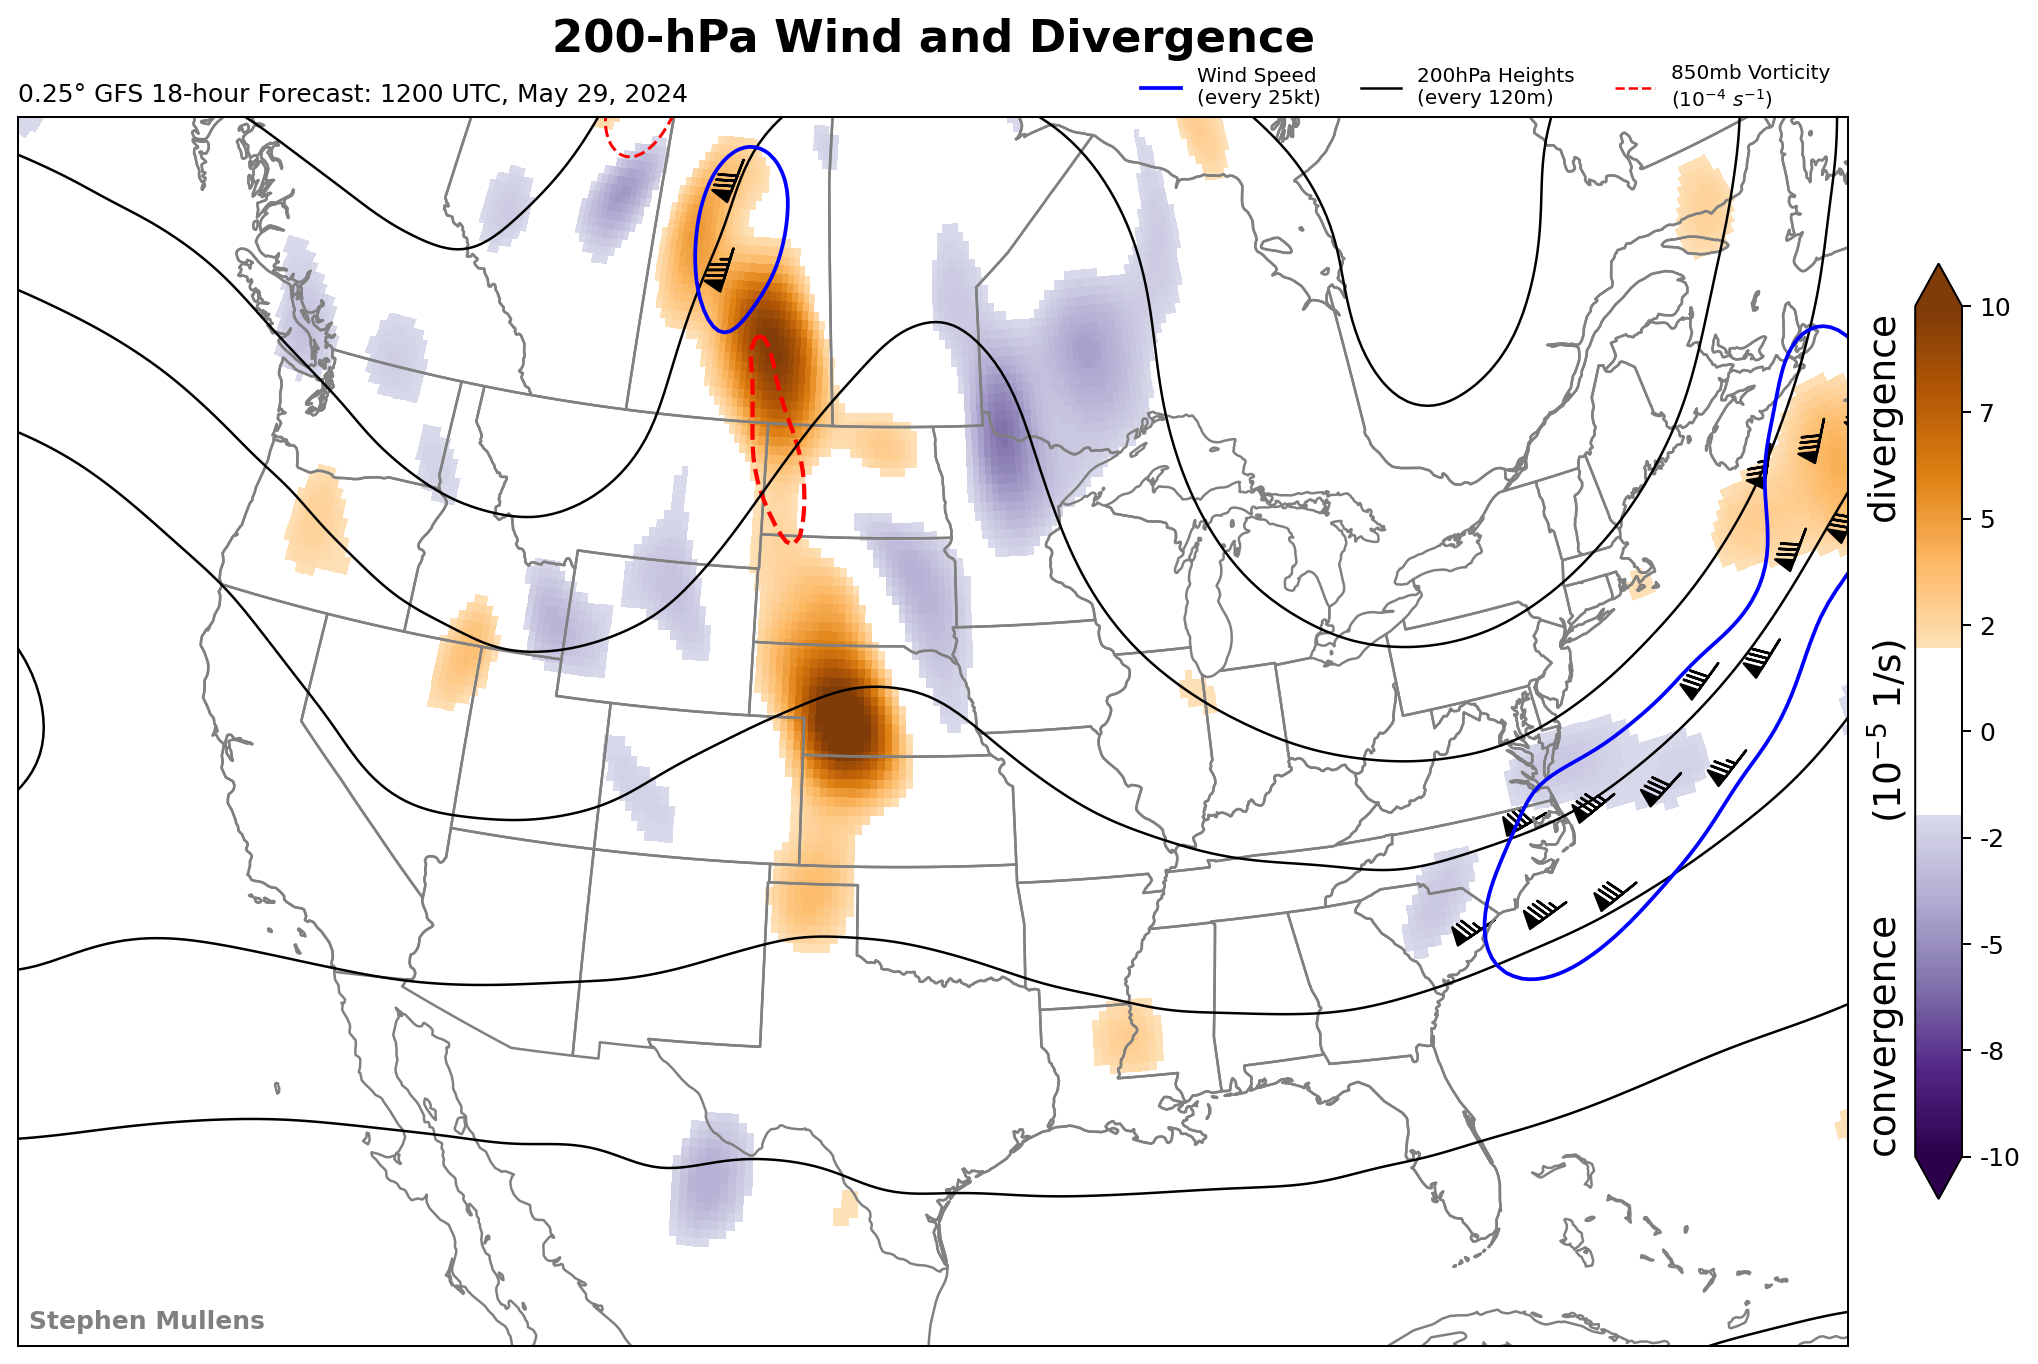 200-hPa Wind and Divergence
0.25° GFS 18-hour Forecast: 1200 UTC, May 29, 2024
Wind Speed
(every 25kt)
200hPa Heights
(every 120m)
850mb Vorticity
(10⁻⁴ s⁻¹)
10
7
5
2
0
-2
-5
-8
-10
convergence (10⁻⁵ 1/s) divergence
Stephen Mullens